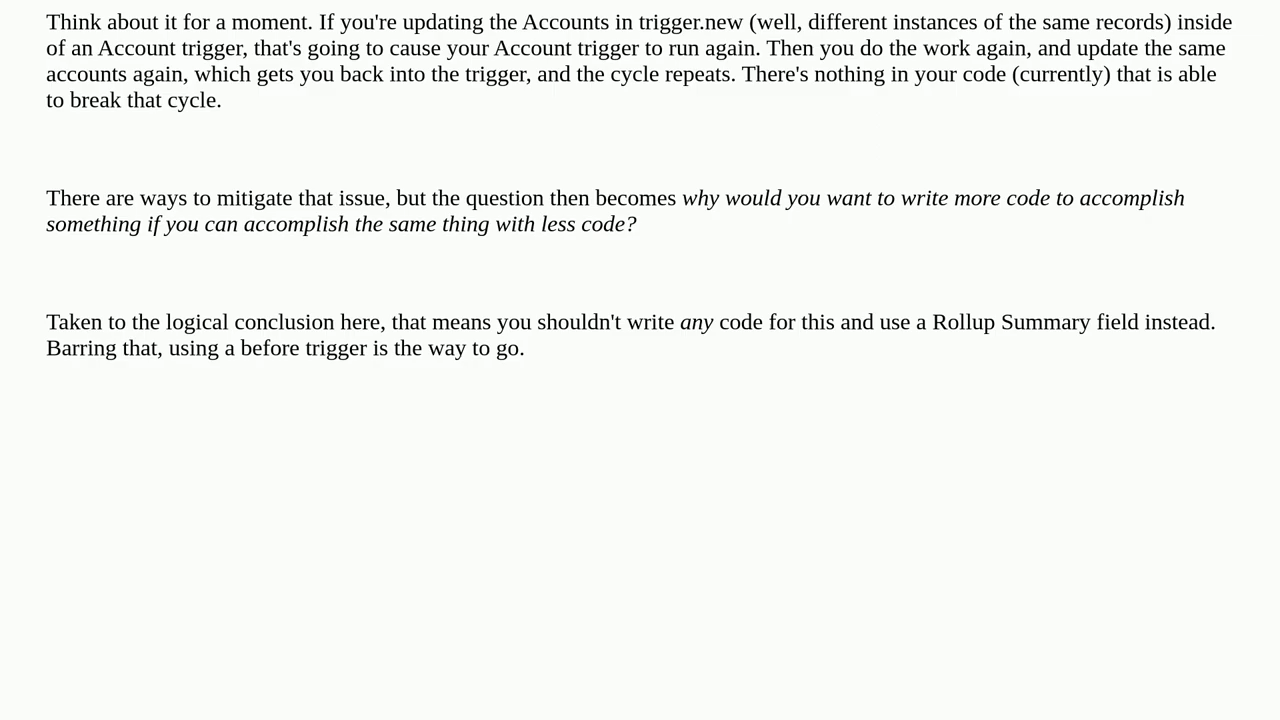 Think about it for a moment. If you're updating the Accounts in trigger.new (well, different instances of the same records) inside
of an Account trigger, that's going to cause your Account trigger to run again. Then you do the work again, and update the same
accounts again, which gets you back into the trigger, and the cycle repeats. There's nothing in your code (currently) that is able
to break that cycle.
There are ways to mitigate that issue, but the question then becomes why would you want to write more code to accomplish
something if you can accomplish the same thing with less code?
Taken to the logical conclusion here, that means you shouldn't write any code for this and use a Rollup Summary field instead.
Barring that, using a before trigger is the way to go.